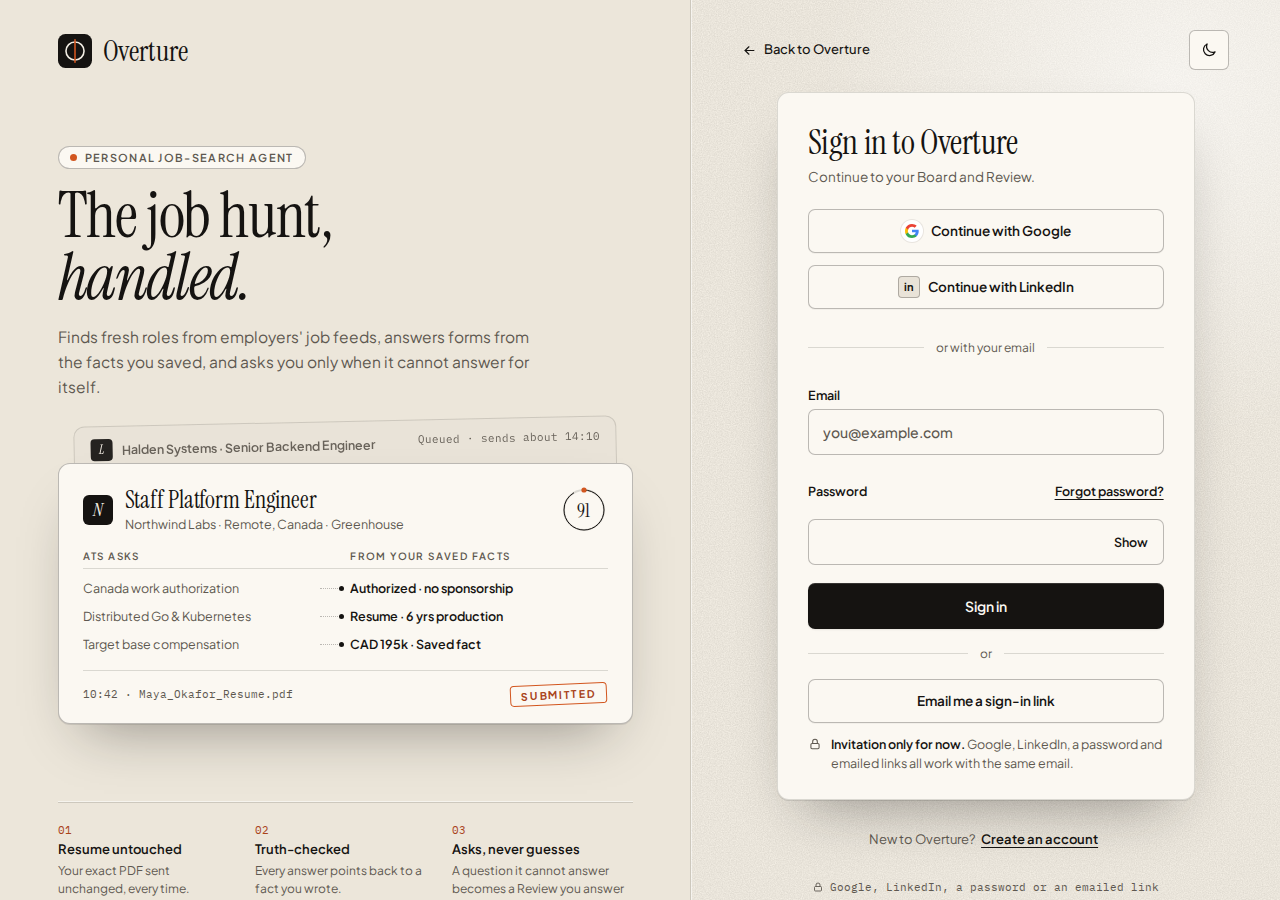 Overture
PERSONAL JOB-SEARCH AGENT
The job hunt,
handled.
Finds fresh roles from employers' job feeds, answers forms from
the facts you saved, and asks you only when it cannot answer for
itself.
L Halden Systems · Senior Backend Engineer Queued · sends about 14:10
N Staff Platform Engineer 91
Northwind Labs · Remote, Canada · Greenhouse
ATS ASKS FROM YOUR SAVED FACTS
Canada work authorization Authorized · no sponsorship
Distributed Go & Kubernetes Resume · 6 yrs production
Target base compensation CAD 195k · Saved fact
10:42 · Maya_Okafor_Resume.pdf SUBMITTED
01 02 03
Resume untouched Truth-checked Asks, never guesses
Your exact PDF sent Every answer points back to a A question it cannot answer
unchanged, every time. fact you wrote. becomes a Review you answer
Back to Overture
Sign in to Overture
Continue to your Board and Review.
Continue with Google
in Continue with LinkedIn
or with your email
Email
you@example.com
Password Forgot password?
Show
Sign in
or
Email me a sign-in link
Invitation only for now. Google, LinkedIn, a password and
emailed links all work with the same email.
New to Overture? Create an account
Google, LinkedIn, a password or an emailed link